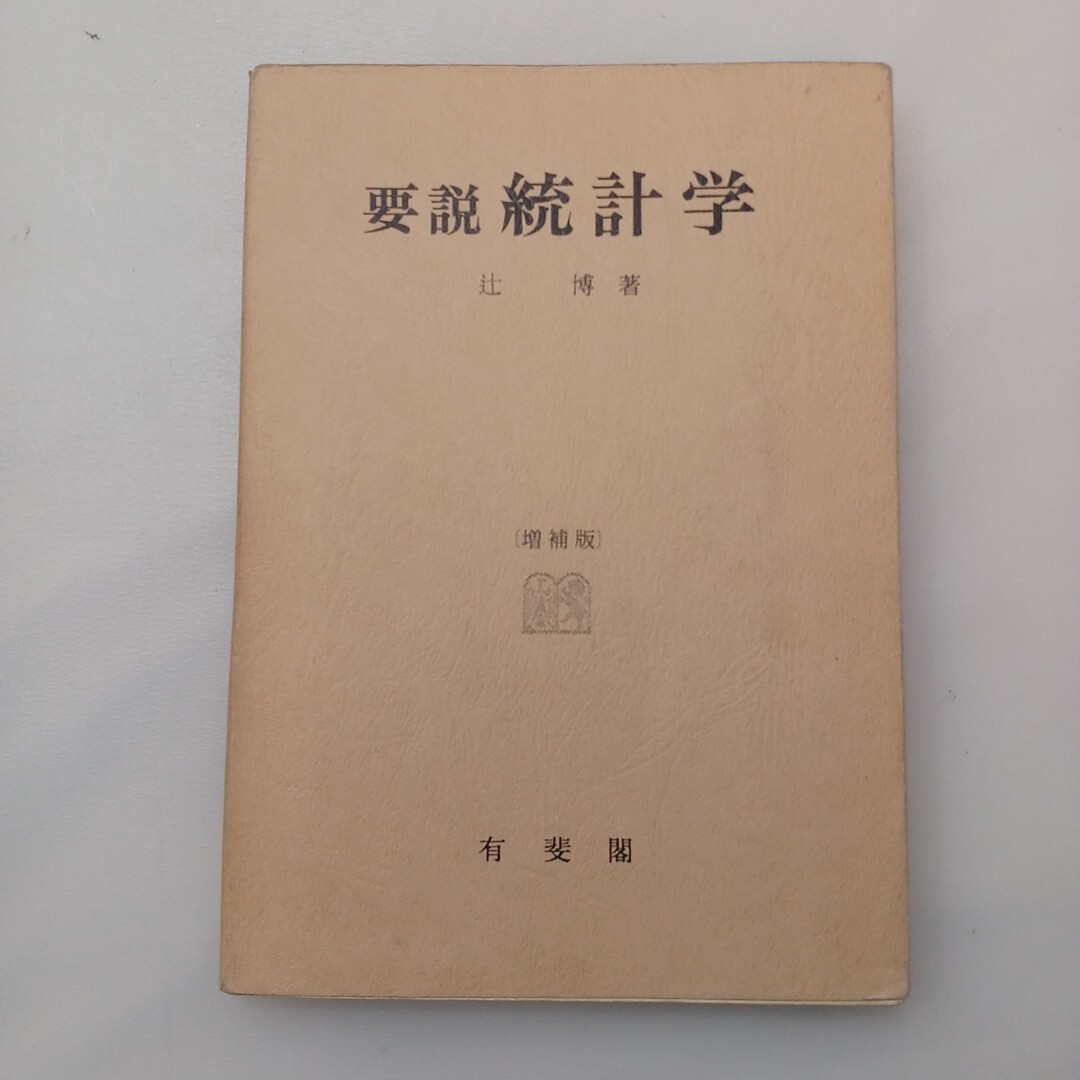 要説 統計学
辻 博 著
〔増補版〕
有斐閣